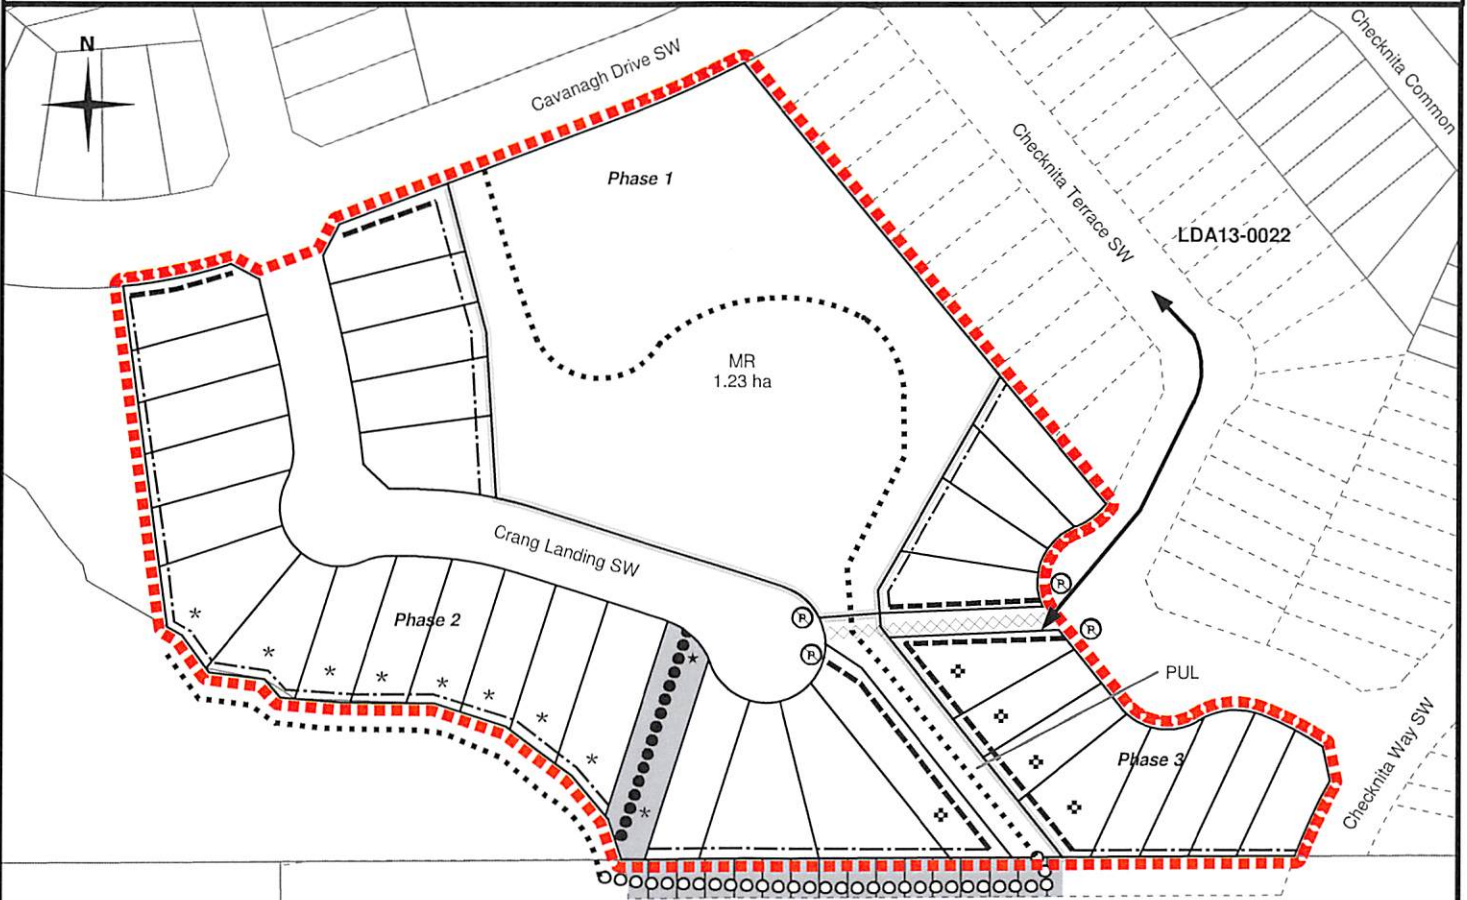 N
Cavanagh Drive SW
Checknita Common
Phase 1
Checknita Terrace SW
LDA13-0022
MR
1.23 ha
Crang Landing SW
Phase 2
R
R
R
R
PUL
Phase 3
Checknita Way SW